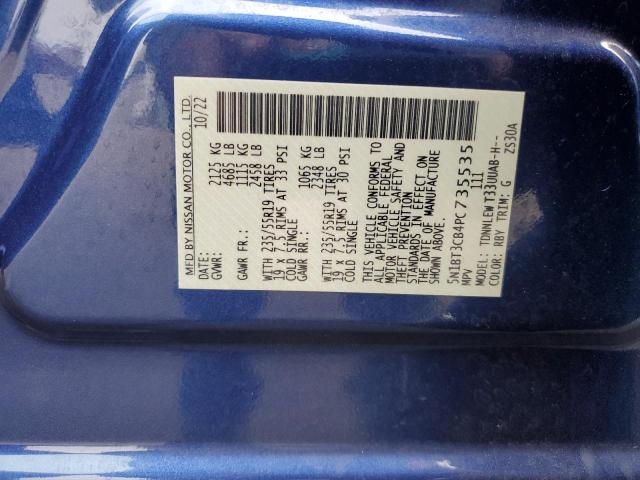 MFD BY NISSAN MOTOR CO., LTD.
DATE: 10/22
GVWR: 2125 KG
4685 LB
GAWR FR.: 1115 KG
2458 LB
WITH 235/55R19 TIRES
19 x 7.5 RIMS AT 33 PSI
COLD SINGLE
GAWR RR.: 1065 KG
2348 LB
WITH 235/55R19 TIRES
19 x 7.5 RIMS AT 33 PSI
COLD SINGLE
THIS VEHICLE CONFORMS TO
ALL APPLICABLE FEDERAL
MOTOR VEHICLE SAFETY AND
THEFT PREVENTION
STANDARDS IN EFFECT ON
THE DATE OF MANUFACTURE
SHOWN ABOVE.
5N1BT3CB4PC735535
MPV 111
MODEL: TDNNLEW T33UUAB-H--
COLOR: RBY TRIM: G ZS30A